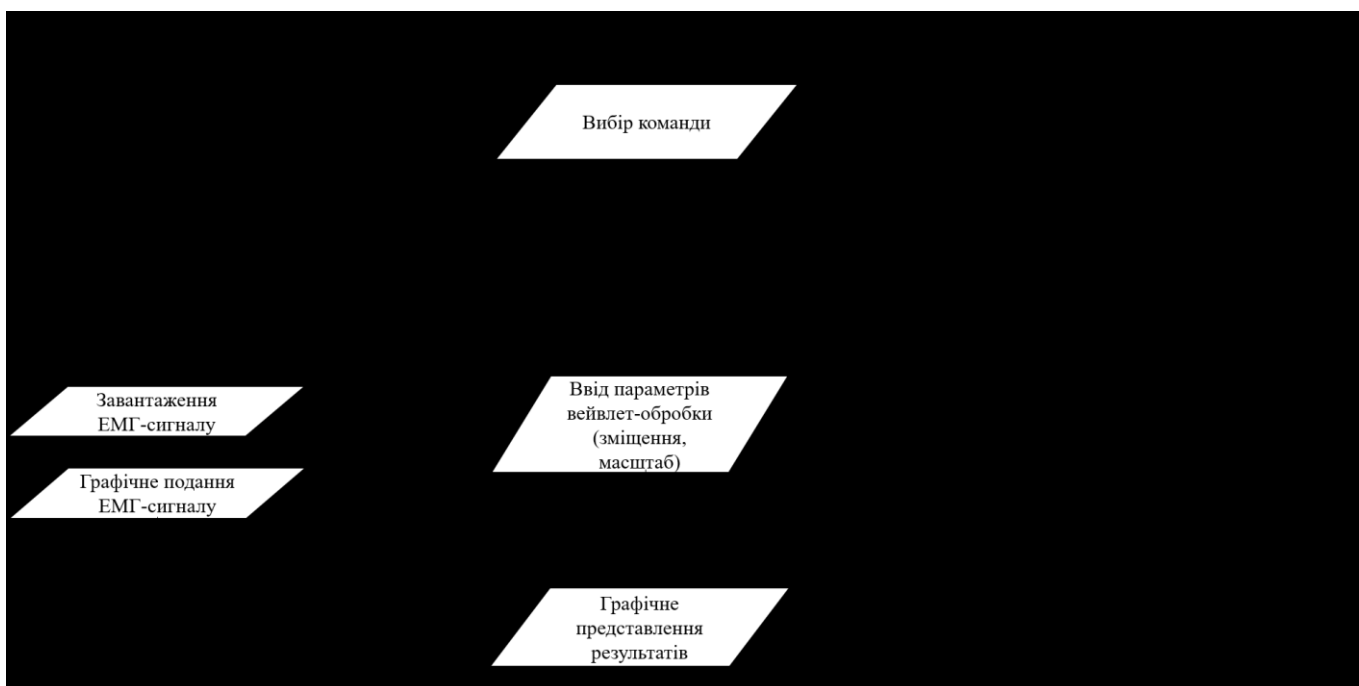 Вибір команди
Завантаження
ЕМГ-сигналу
Графічне подання
ЕМГ-сигналу
Ввід параметрів
вейвлет-обробки
(зміщення,
масштаб)
Графічне
представлення
результатів